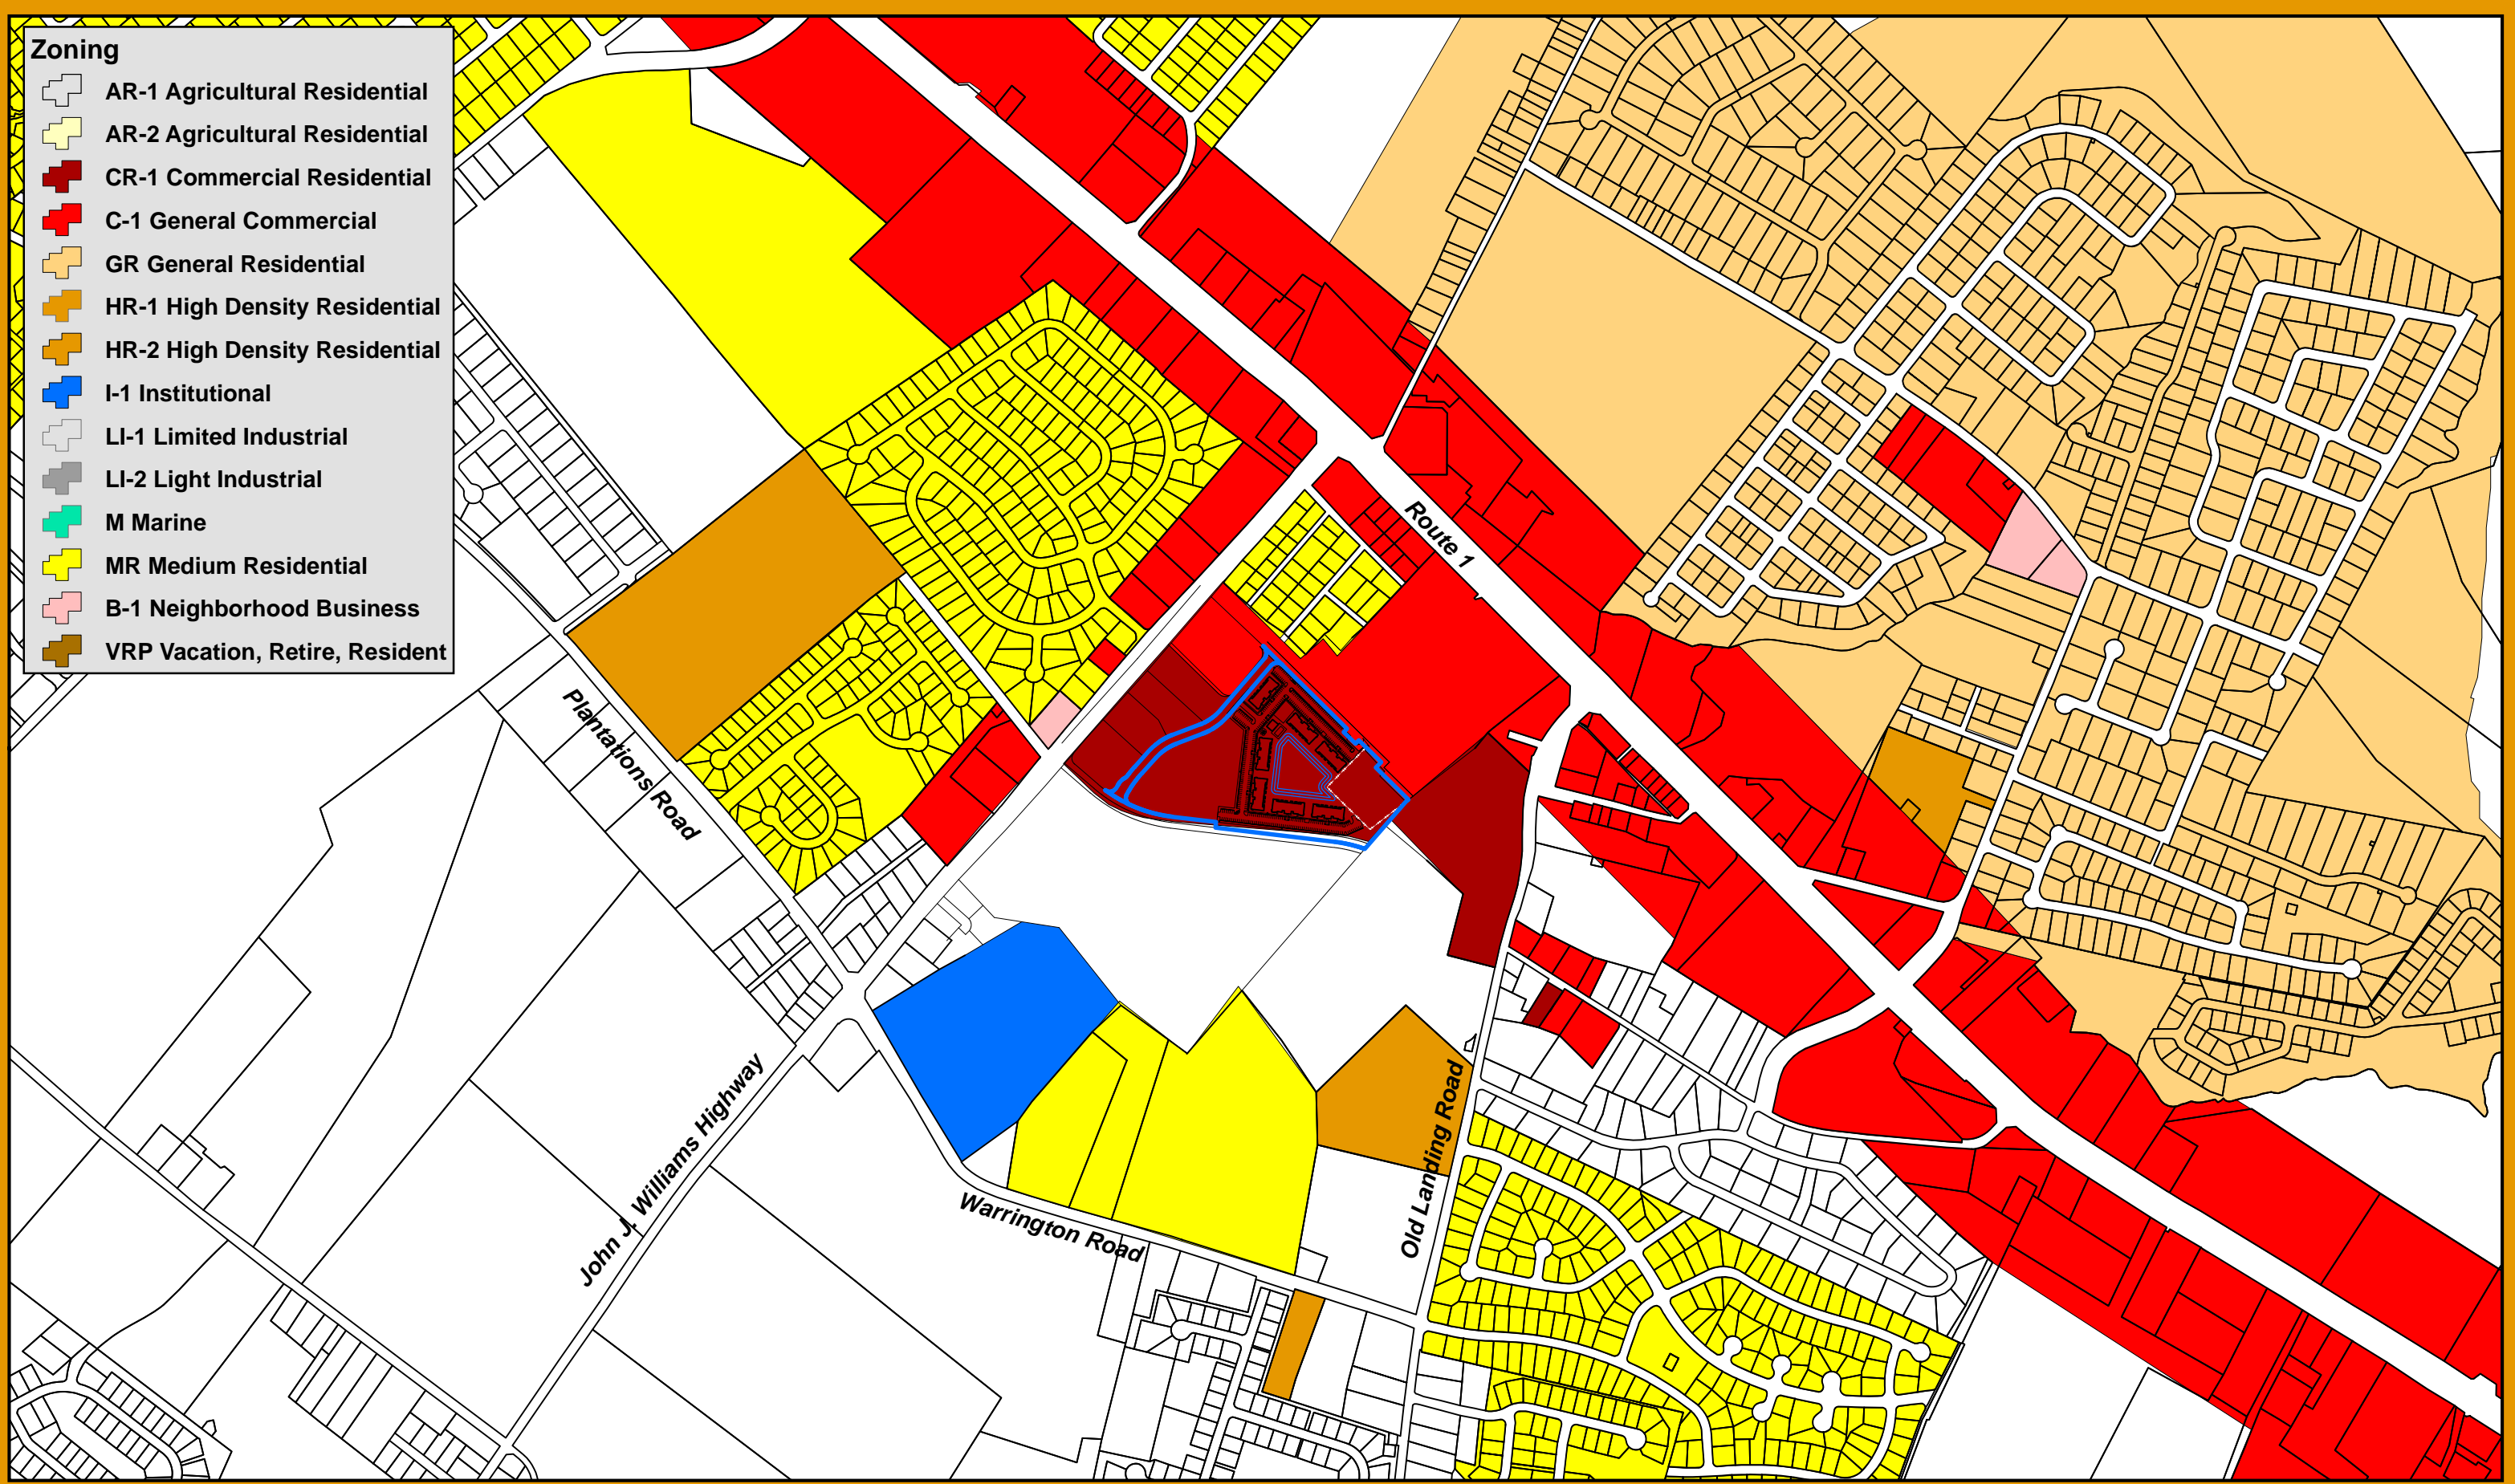 Zoning
AR-1 Agricultural Residential
AR-2 Agricultural Residential
CR-1 Commercial Residential
C-1 General Commercial
GR General Residential
HR-1 High Density Residential
HR-2 High Density Residential
I-1 Institutional
LI-1 Limited Industrial
LI-2 Light Industrial
M Marine
MR Medium Residential
B-1 Neighborhood Business
VRP Vacation, Retire, Resident
Route 1
Plantations Road
John J. Williams Highway
Warrington Road
Old Landing Road